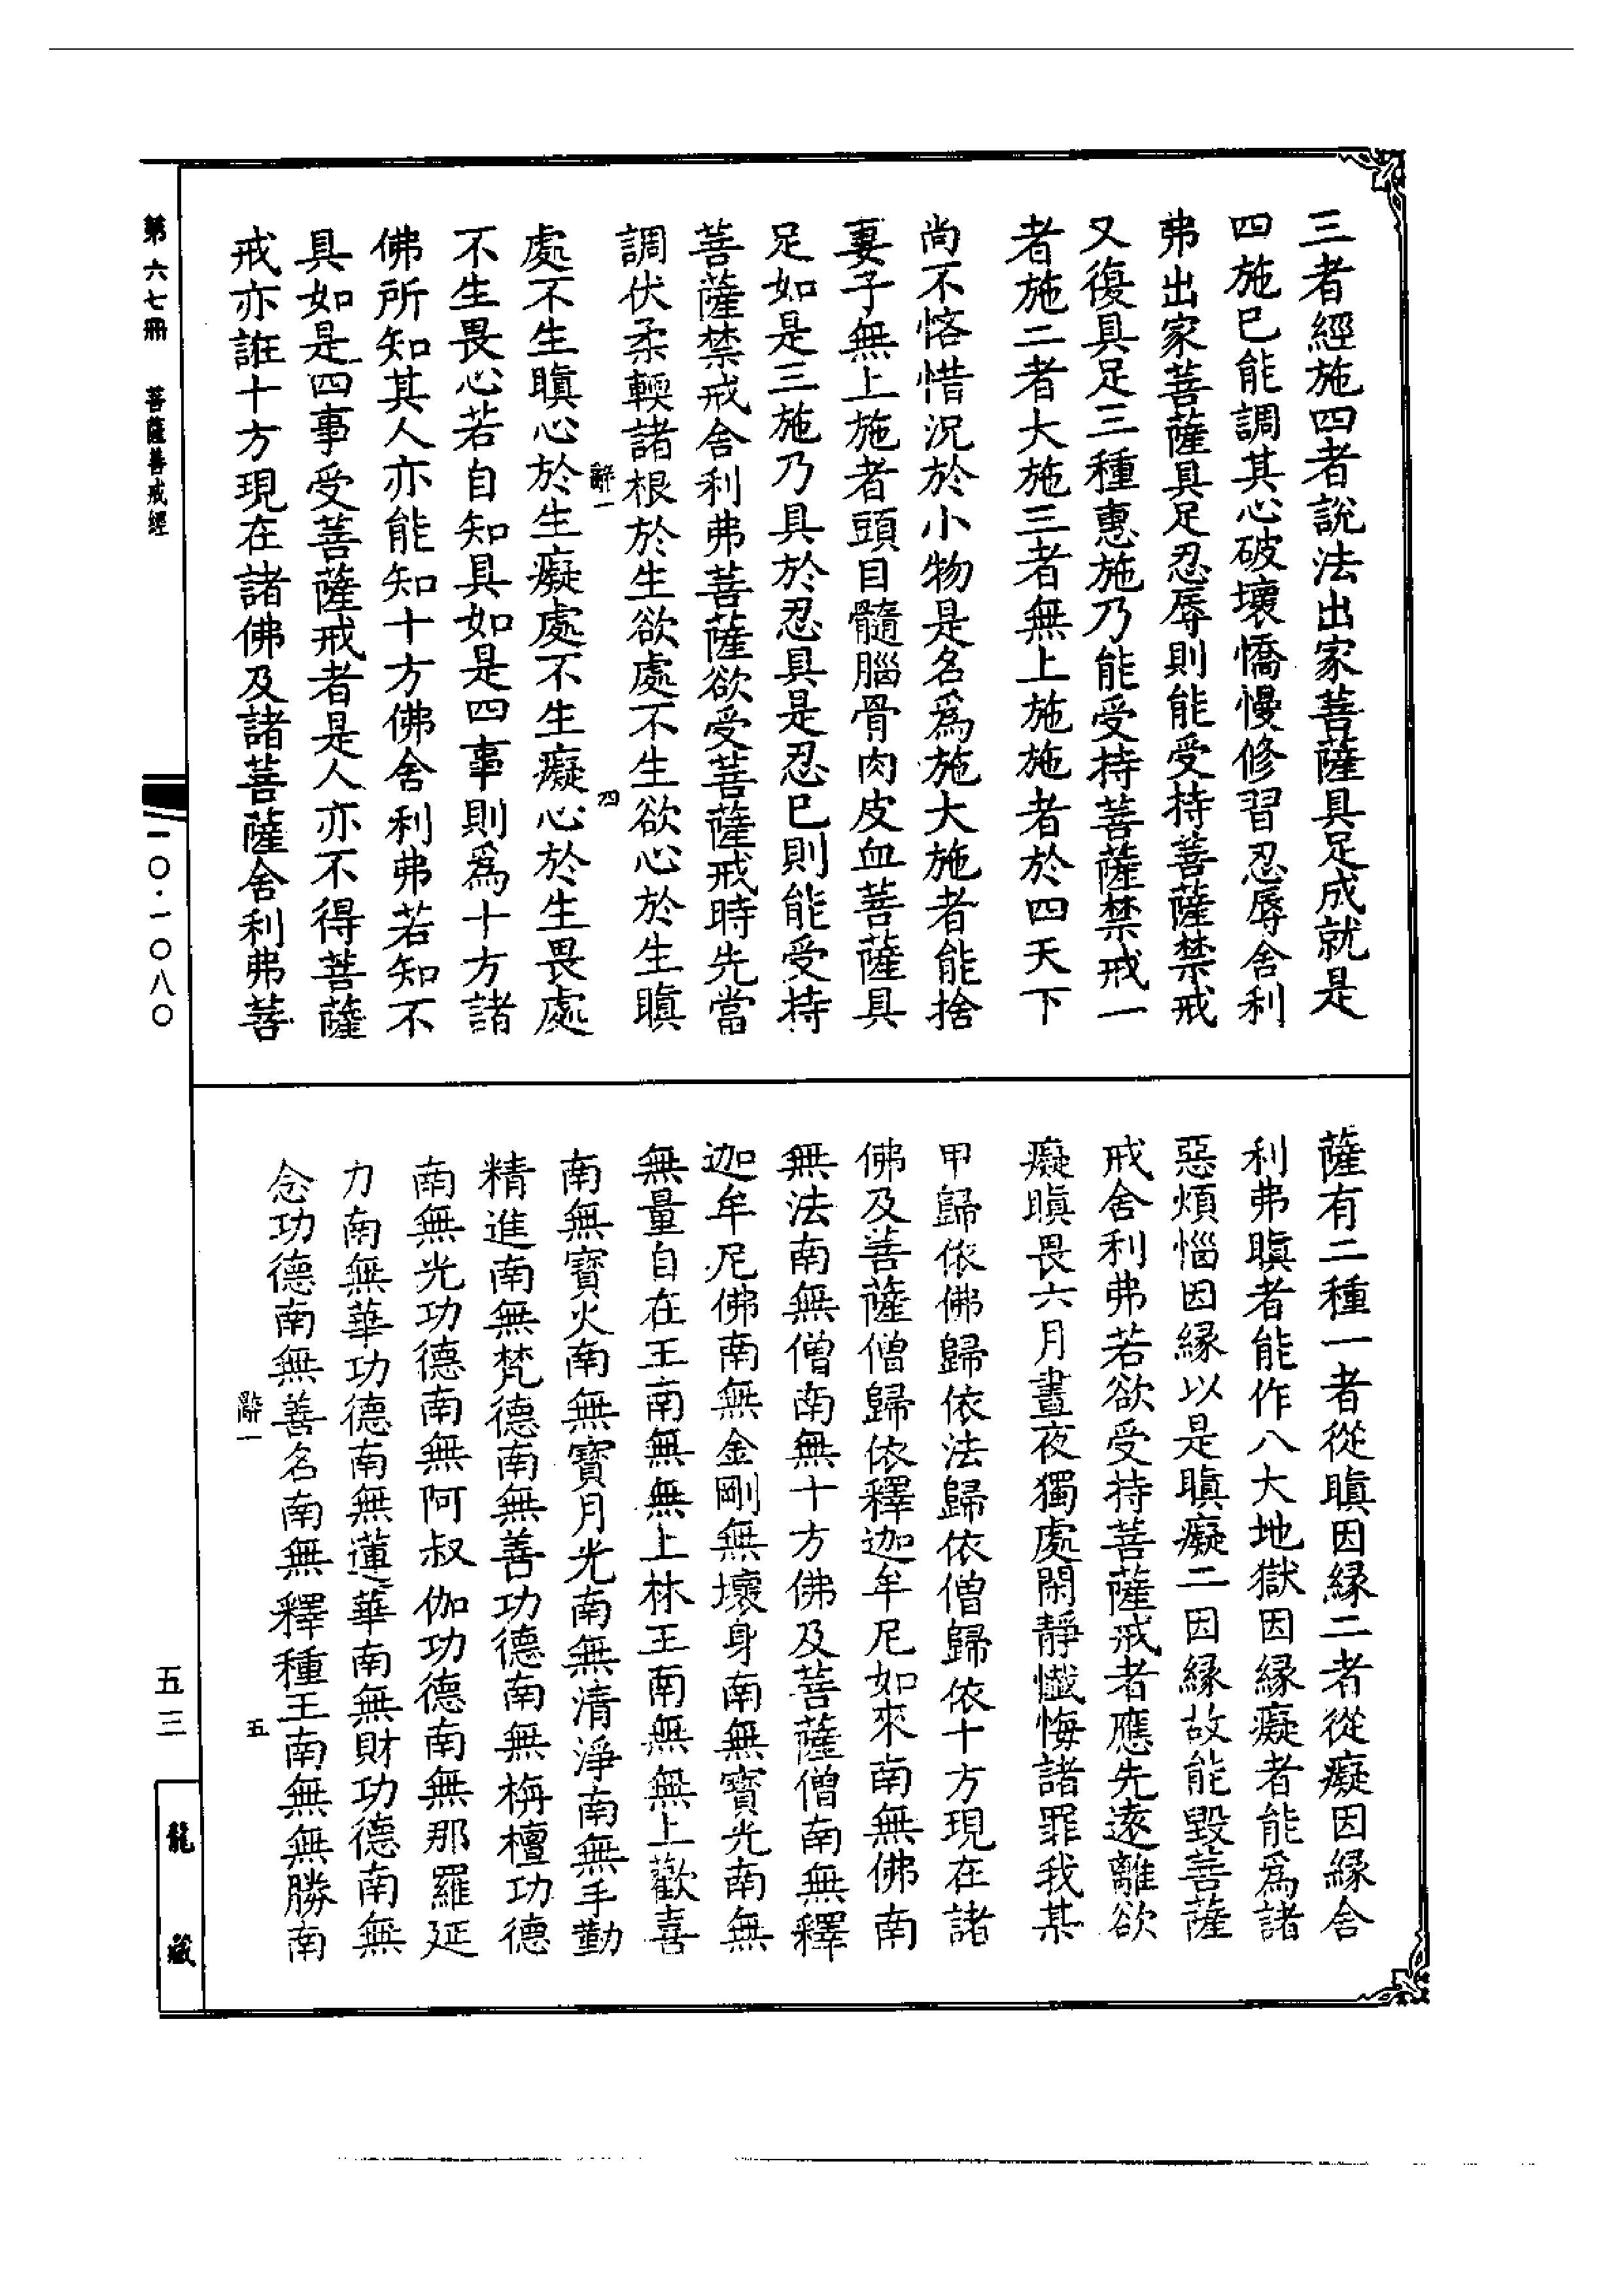 三者經施四者說法出家菩薩具足成就是
四施已能調其心破壞憍慢修習忍辱舍利
弗出家菩薩具足忍辱則能受持菩薩禁戒
又復具足三種惠施乃能受持菩薩禁戒一
者施二者大施三者無上施施者於四天下
尚不悋惜況於小物是名為施大施者能捨
妻子無上施者頭目髓腦骨肉皮血菩薩具
足如是三施乃具於忍具是忍已則能受持
菩薩禁戒舍利弗菩薩欲受菩薩戒時先當
調伏柔輭諸根於生欲處不生欲心於生瞋
辭一
四
處不生瞋心於生癡處不生癡心於生畏處
不生畏心若自知具如是四事則為十方諸
佛所知其人亦能知十方佛舍利弗若知不
具如是四事受菩薩戒者是人亦不得菩薩
戒亦誑十方現在諸佛及諸菩薩舍利弗菩
薩有二種一者從瞋因緣二者從癡因緣舍
利弗瞋者能作八大地獄因緣癡者能為諸
惡煩惱因緣以是瞋癡二因緣故能毀菩薩
戒舍利弗若欲受持菩薩戒者應先遠離欲
癡瞋畏六月晝夜獨處閑靜懺悔諸罪我某
甲歸依佛歸依法歸依僧歸依十方現在諸
佛及菩薩僧歸依釋迦牟尼如來南無佛南
無法南無僧南無十方佛及菩薩僧南無釋
迦牟尼佛南無金剛無壞身南無寶光南無
無量自在王南無無上林王南無無上歡喜
南無寶火南無寶月光南無清淨南無手勤
精進南無梵德南無善功德南無栴檀功德
南無光功德南無阿叔伽功德南無那羅延
力南無華功德南無蓮華南無財功德南無
念功德南無善名南無釋種王南無無勝南
辭一
五
第六七冊　菩薩善戒經
一〇·一〇八〇
五三
龍藏